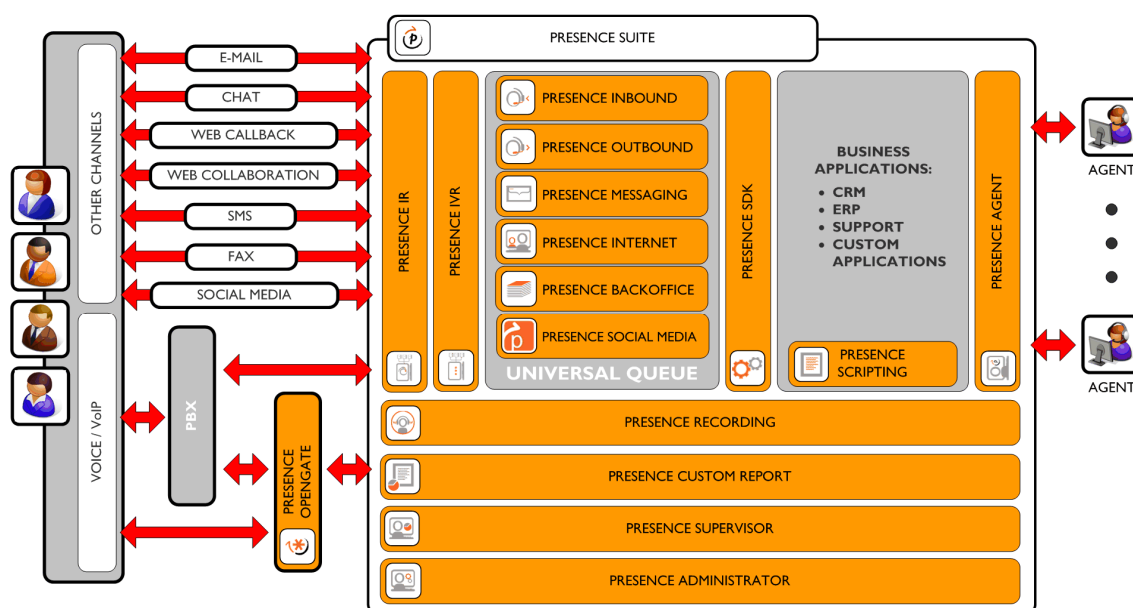 PRESENCE SUITE
OTHER CHANNELS
E-MAIL
CHAT
WEB CALLBACK
WEB COLLABORATION
SMS
FAX
SOCIAL MEDIA
VOICE / VoIP
PBX
PRESENCE
OPENGATE
PRESENCE IR
PRESENCE IVR
PRESENCE INBOUND
PRESENCE OUTBOUND
PRESENCE MESSAGING
PRESENCE INTERNET
PRESENCE BACKOFFICE
PRESENCE SOCIAL MEDIA
UNIVERSAL QUEUE
PRESENCE SDK
BUSINESS
APPLICATIONS:
• CRM
• ERP
• SUPPORT
• CUSTOM
APPLICATIONS
PRESENCE
SCRIPTING
PRESENCE AGENT
AGENT
AGENT
PRESENCE RECORDING
PRESENCE CUSTOM REPORT
PRESENCE SUPERVISOR
PRESENCE ADMINISTRATOR